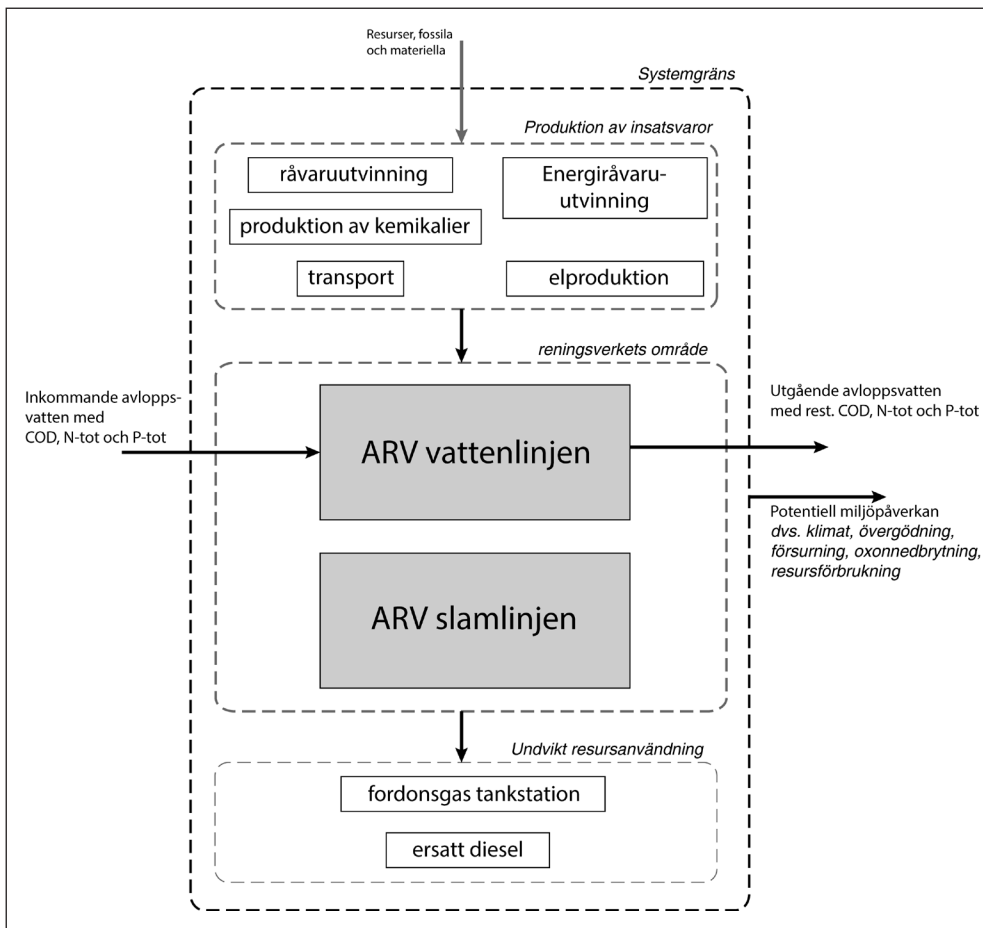 Resurser, fossila
och materiella
Systemgräns
Produktion av insatsvaror
råvaruutvinning
Energiråvaru-
utvinning
produktion av kemikalier
transport
elproduktion
reningsverkets område
Inkommande avlopps-
vatten med
COD, N-tot och P-tot
ARV vattenlinjen
Utgående avloppsvatten
med rest. COD, N-tot och P-tot
Potentiell miljöpåverkan
dvs. klimat, övergödning,
försurning, oxonnedbrytning,
resursförbrukning
ARV slamlinjen
Undvikt resursanvändning
fordonsgas tankstation
ersatt diesel